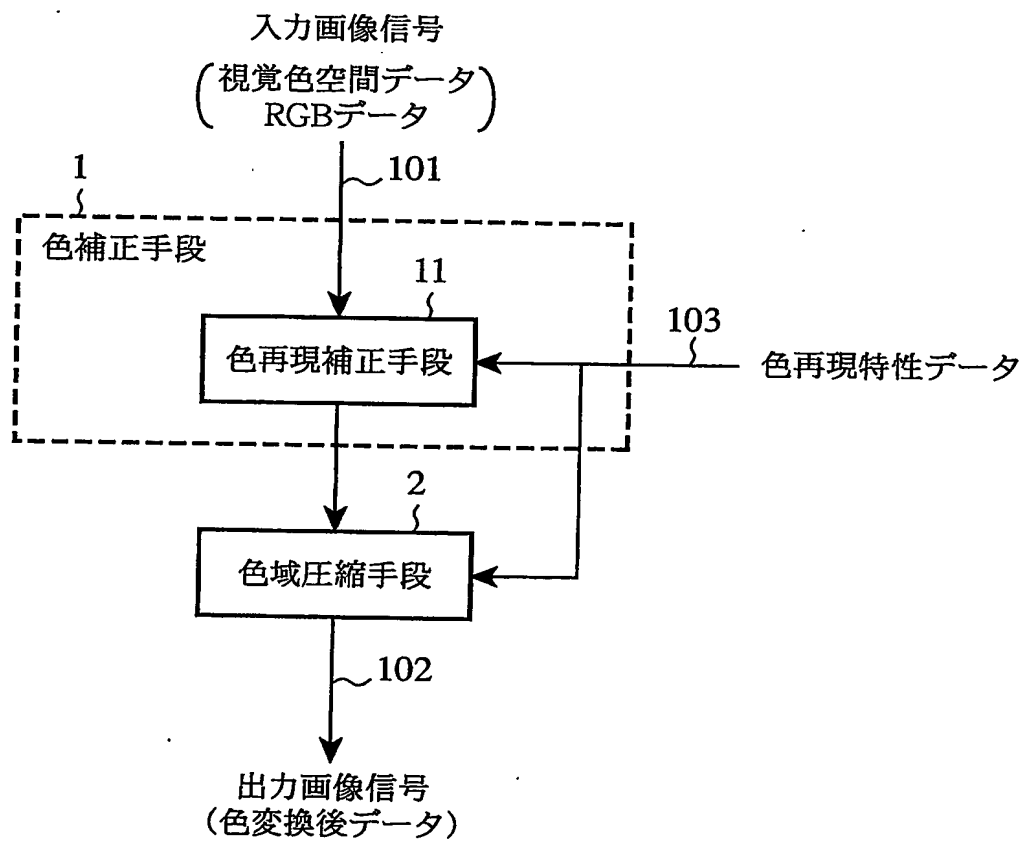 入力画像信号
(視覚色空間データ
RGBデータ)
101
1
色補正手段
11
色再現補正手段
103
色再現特性データ
2
色域圧縮手段
102
出力画像信号
(色変換後データ)